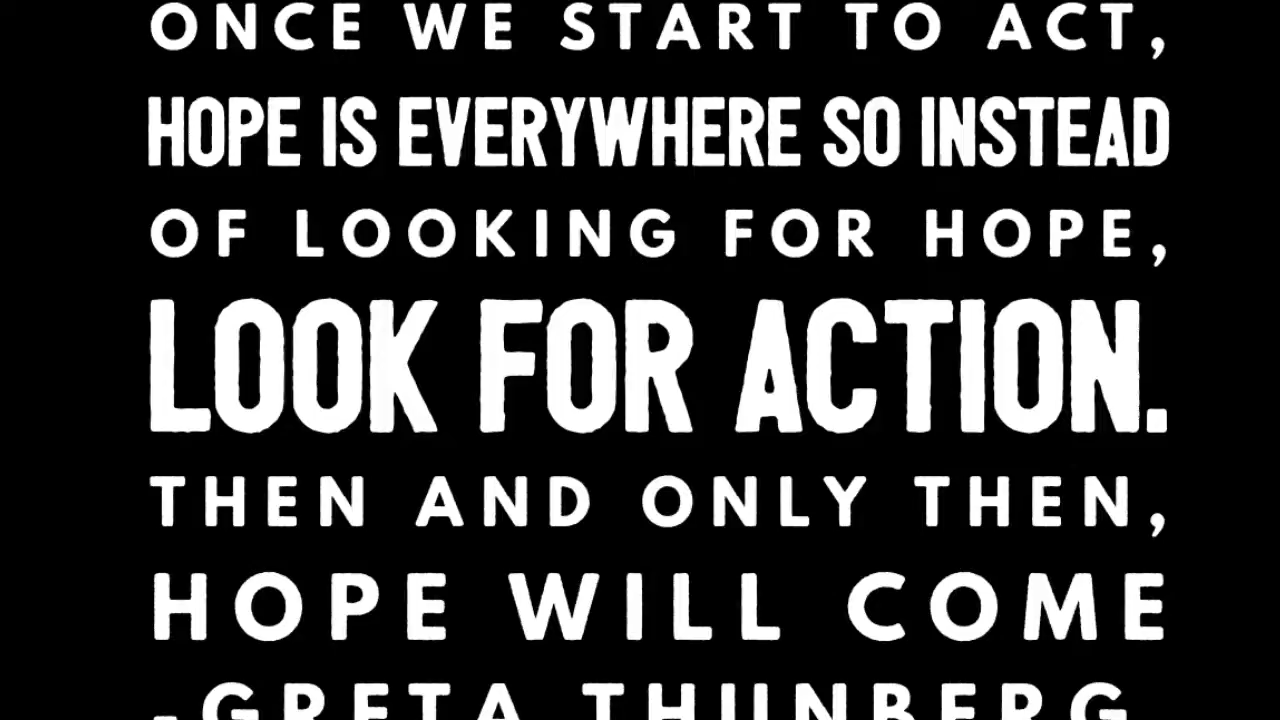 ONCE WE START TO ACT,
HOPE IS EVERYWHERE SO INSTEAD
OF LOOKING FOR HOPE,
LOOK FOR ACTION.
THEN AND ONLY THEN,
HOPE WILL COME
-GRETA THUNBERG